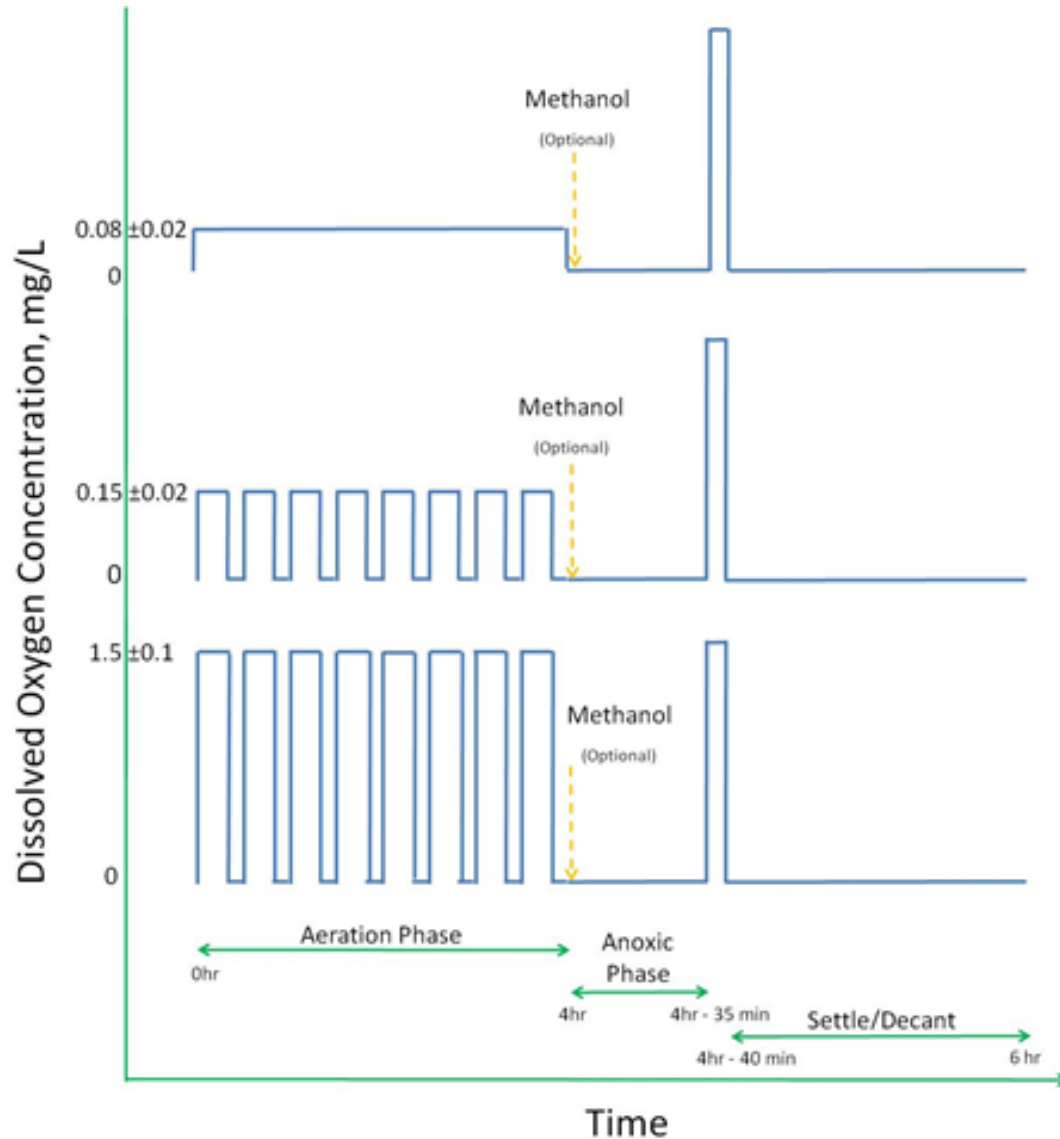 Dissolved Oxygen Concentration, mg/L
Methanol
(Optional)
0.08 ±0.02
0
Methanol
(Optional)
0.15 ±0.02
0
1.5 ±0.1
Methanol
(Optional)
0
Aeration Phase
0hr
Anoxic
Phase
4hr
4hr - 35 min
Settle/Decant
4hr - 40 min
6 hr
Time